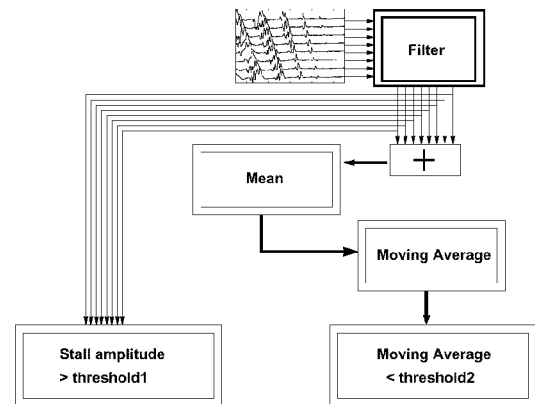 Filter
+
Mean
Moving Average
Stall amplitude
> threshold1
Moving Average
< threshold2